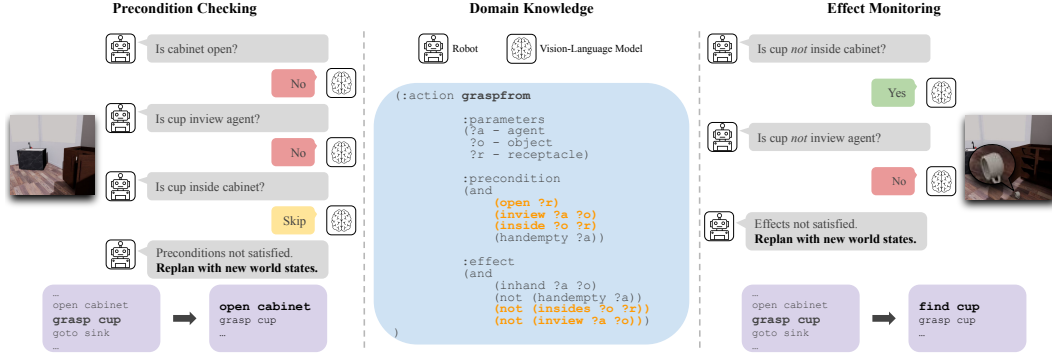 Precondition Checking
Is cabinet open?
No
Is cup inview agent?
No
Is cup inside cabinet?
Skip
Preconditions not satisfied.
Replan with new world states.
…
open cabinet
grasp cup
goto sink
…
open cabinet
grasp cup
…
Domain Knowledge
Robot
Vision-Language Model
(:action graspfrom
:parameters
(?a - agent
?o - object
?r - receptacle)
:precondition
(and
(open ?r)
(inview ?a ?o)
(inside ?o ?r)
(handempty ?a))
:effect
(and
(inhand ?a ?o)
(not (handempty ?a))
(not (insides ?o ?r))
(not (inview ?a ?o)))
)
Effect Monitoring
Is cup not inside cabinet?
Yes
Is cup not inview agent?
No
Effects not satisfied.
Replan with new world states.
…
open cabinet
grasp cup
goto sink
…
find cup
grasp cup
…